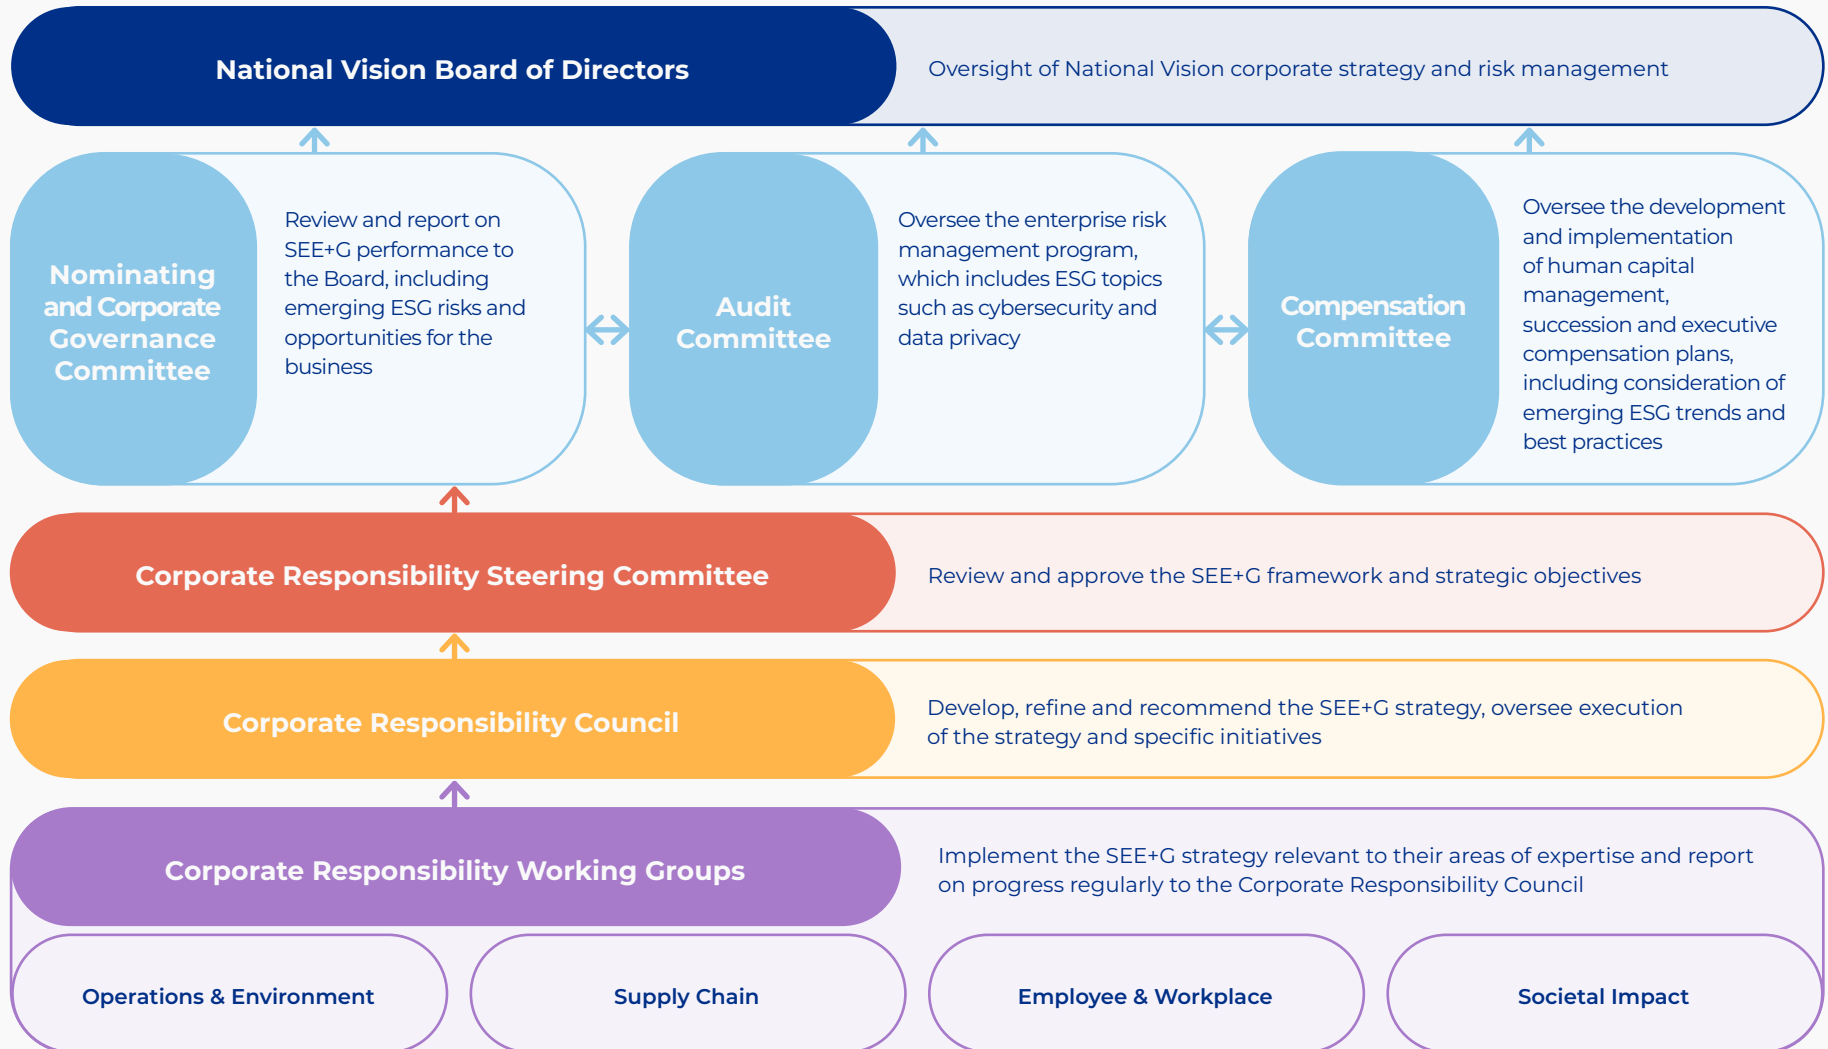 National Vision Board of Directors
Oversight of National Vision corporate strategy and risk management
Nominating
and Corporate
Governance
Committee
Review and report on
SEE+G performance to
the Board, including
emerging ESG risks and
opportunities for the
business
Audit
Committee
Oversee the enterprise risk
management program,
which includes ESG topics
such as cybersecurity and
data privacy
Compensation
Committee
Oversee the development
and implementation
of human capital
management,
succession and executive
compensation plans,
including consideration of
emerging ESG trends and
best practices
Corporate Responsibility Steering Committee
Review and approve the SEE+G framework and strategic objectives
Corporate Responsibility Council
Develop, refine and recommend the SEE+G strategy, oversee execution
of the strategy and specific initiatives
Corporate Responsibility Working Groups
Implement the SEE+G strategy relevant to their areas of expertise and report
on progress regularly to the Corporate Responsibility Council
Operations & Environment
Supply Chain
Employee & Workplace
Societal Impact